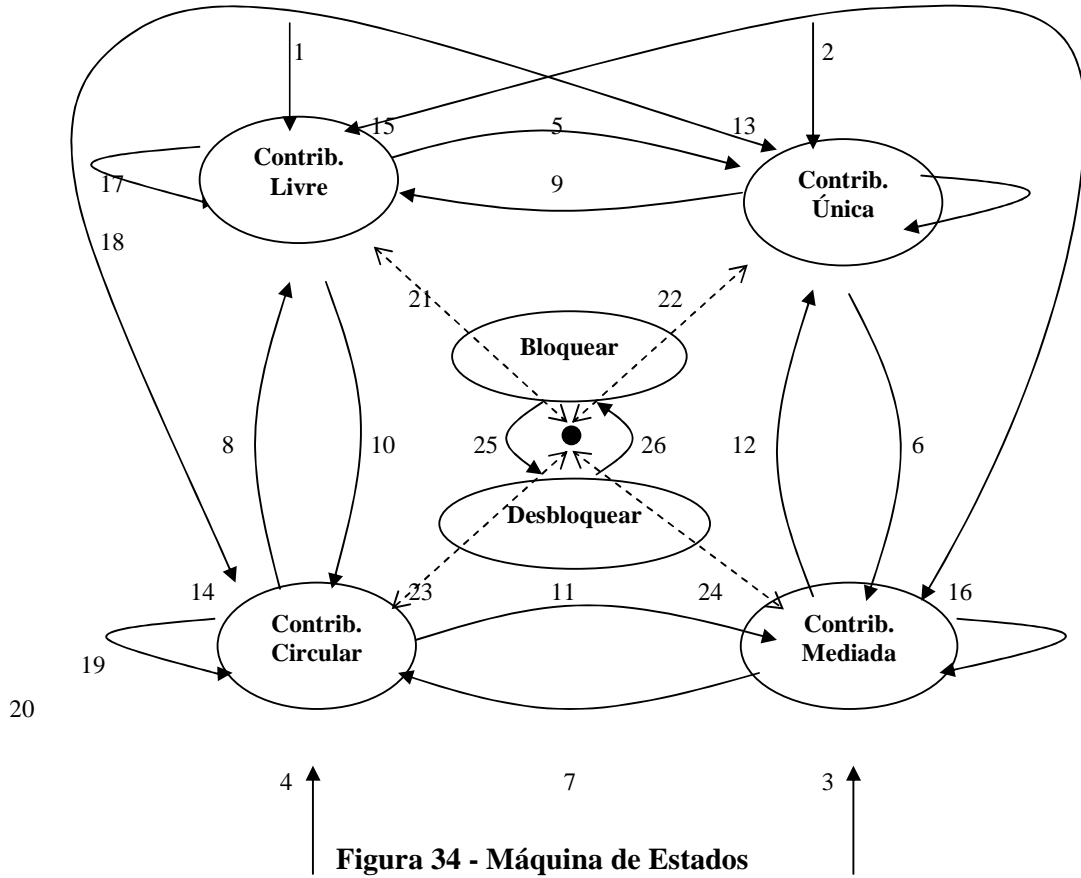 1
2
15
5
13
Contrib.
Livre
Contrib.
Única
17
9
18
21
22
Bloquear
8
10
25
26
12
6
Desbloquear
14
23
11
24
16
Contrib.
Circular
Contrib.
Mediada
19
20
4
7
3
Figura 34 - Máquina de Estados